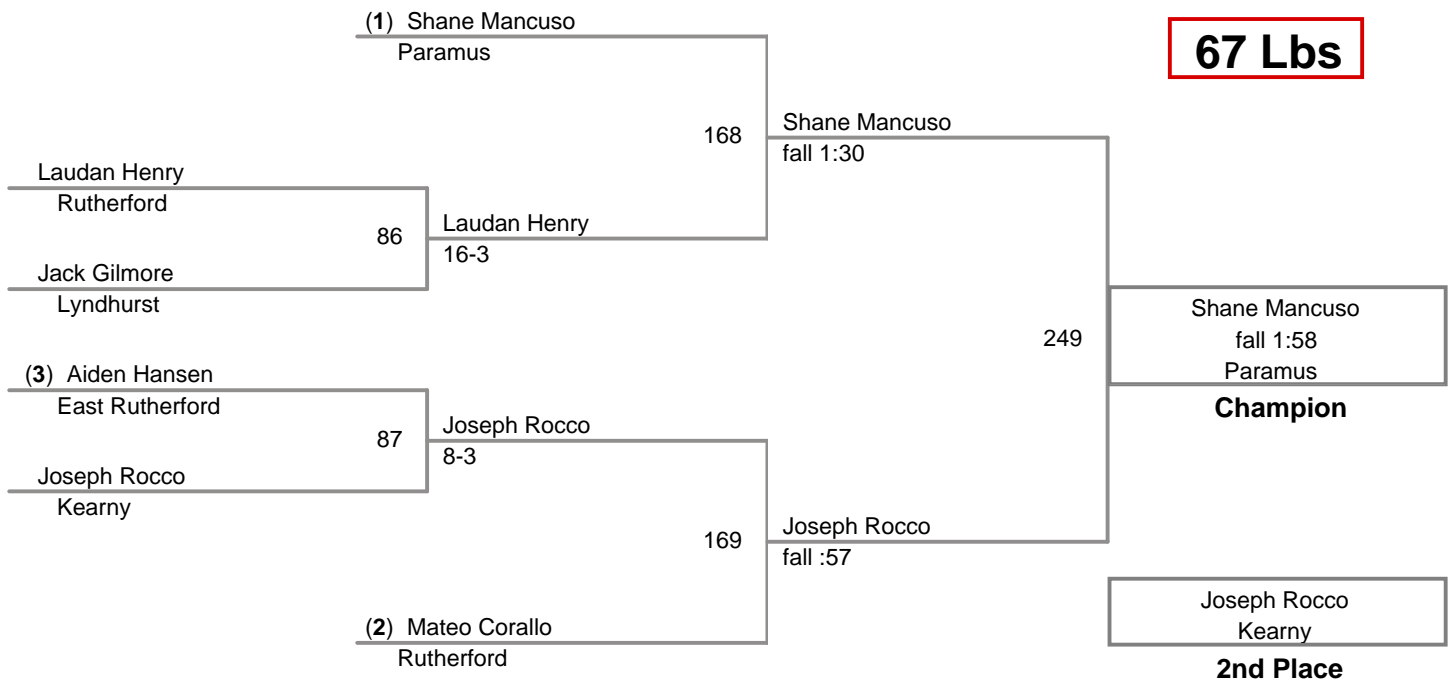 (1) Shane Mancuso
Paramus
67 Lbs
168
Shane Mancuso
fall 1:30
Laudan Henry
Rutherford
86
Laudan Henry
16-3
Jack Gilmore
Lyndhurst
249
Shane Mancuso
fall 1:58
Paramus
Champion
(3) Aiden Hansen
East Rutherford
87
Joseph Rocco
8-3
Joseph Rocco
Kearny
169
Joseph Rocco
fall :57
(2) Mateo Corallo
Rutherford
Joseph Rocco
Kearny
2nd Place